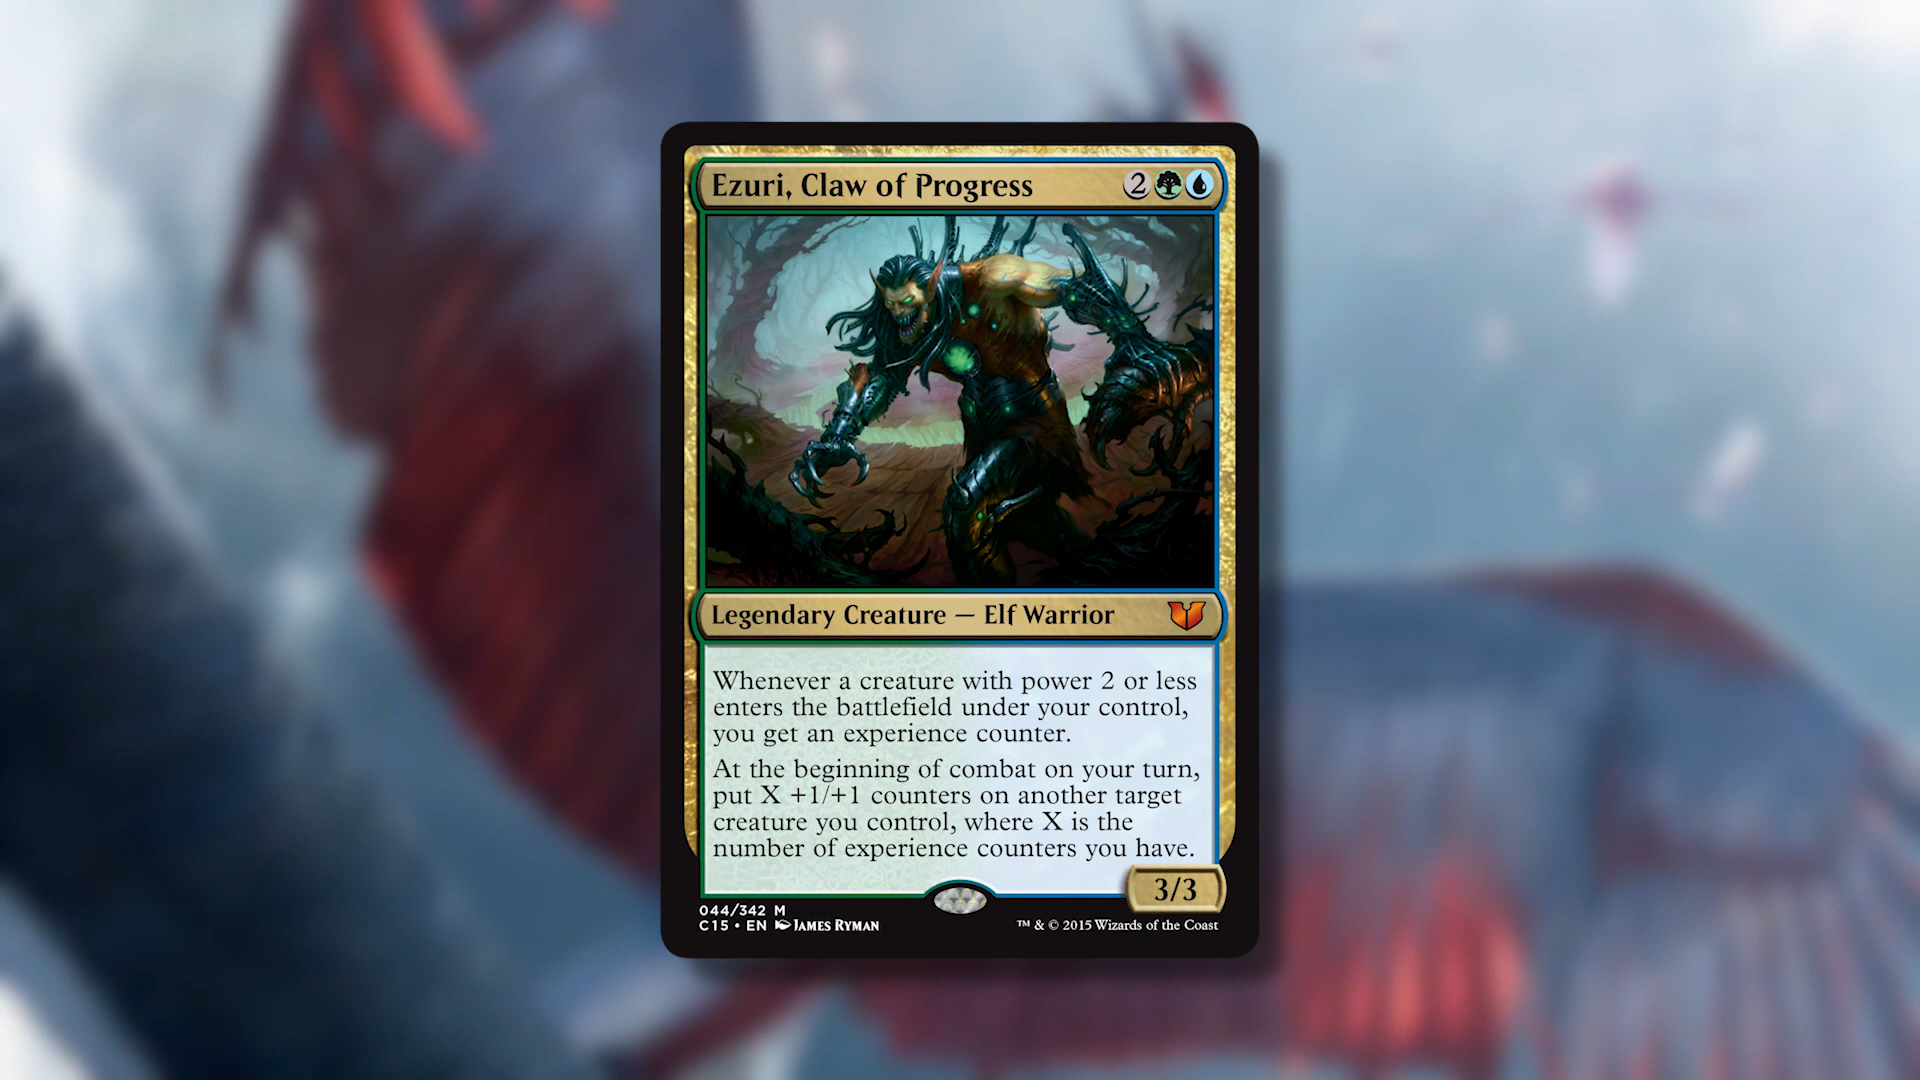 Ezuri, Claw of Progress 2
Legendary Creature — Elf Warrior
Whenever a creature with power 2 or less
enters the battlefield under your control,
you get an experience counter.
At the beginning of combat on your turn,
put X +1/+1 counters on another target
creature you control, where X is the
number of experience counters you have.
3/3
044/342 M
C15 • EN James Ryman
™ & © 2015 Wizards of the Coast